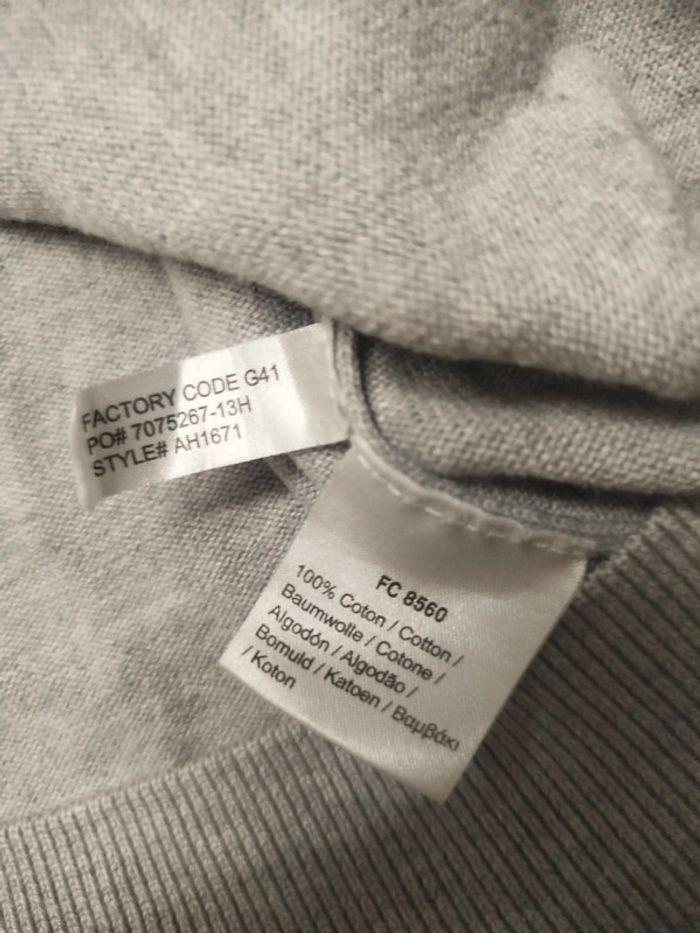 FACTORY CODE G41
PO# 7075267-13H
STYLE# AH1671
FC 8560
100% Coton / Cotton /
Baumwolle / Cotone /
Algodón / Algodão /
Bomuld / Katoen / Βαμβάκι
/ Koton